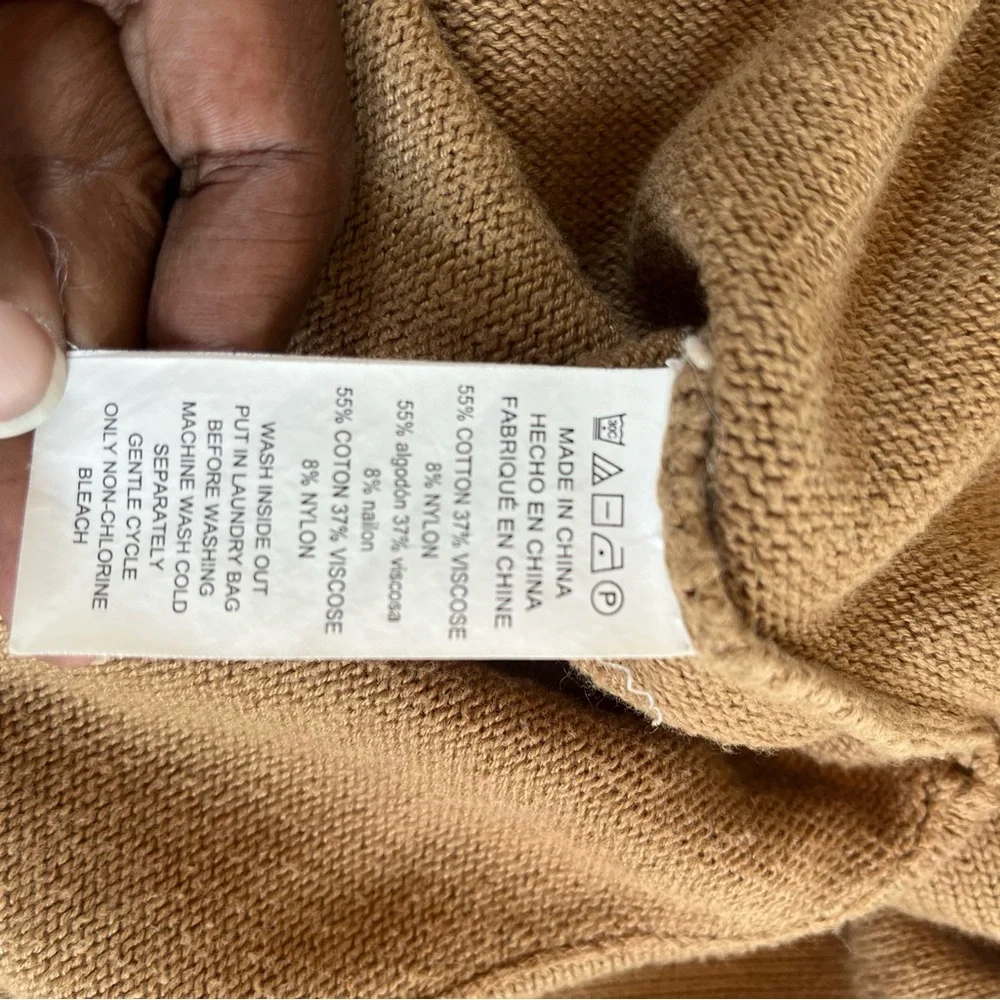 30C P
MADE IN CHINA
HECHO EN CHINA
FABRIQUÉ EN CHINE
55% COTTON 37% VISCOSE
8% NYLON
55% algodón 37% viscosa
8% nailon
55% COTON 37% VISCOSE
8% NYLON
WASH INSIDE OUT
PUT IN LAUNDRY BAG
BEFORE WASHING
MACHINE WASH COLD
SEPARATELY
GENTLE CYCLE
ONLY NON-CHLORINE
BLEACH